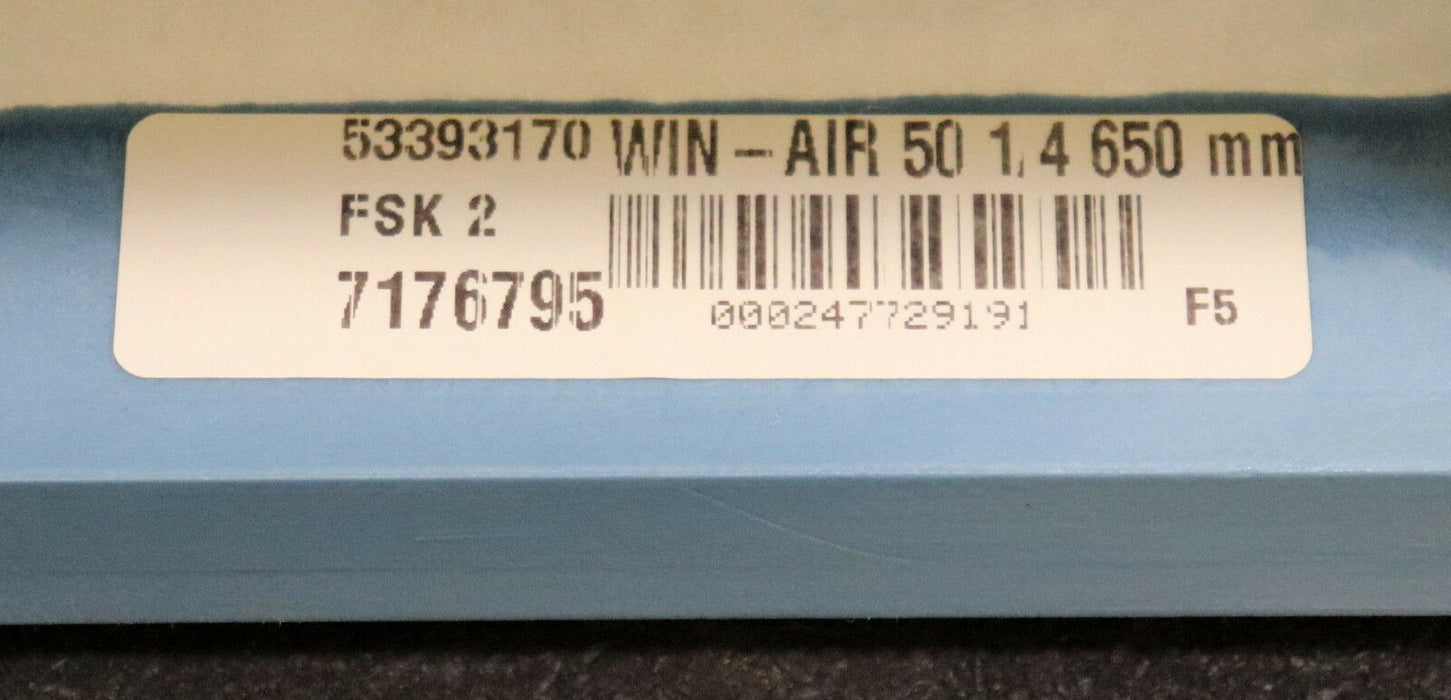 53393170 WIN - AIR 50 1/4 650 mm
FSK 2
7176795
000247729191
F5